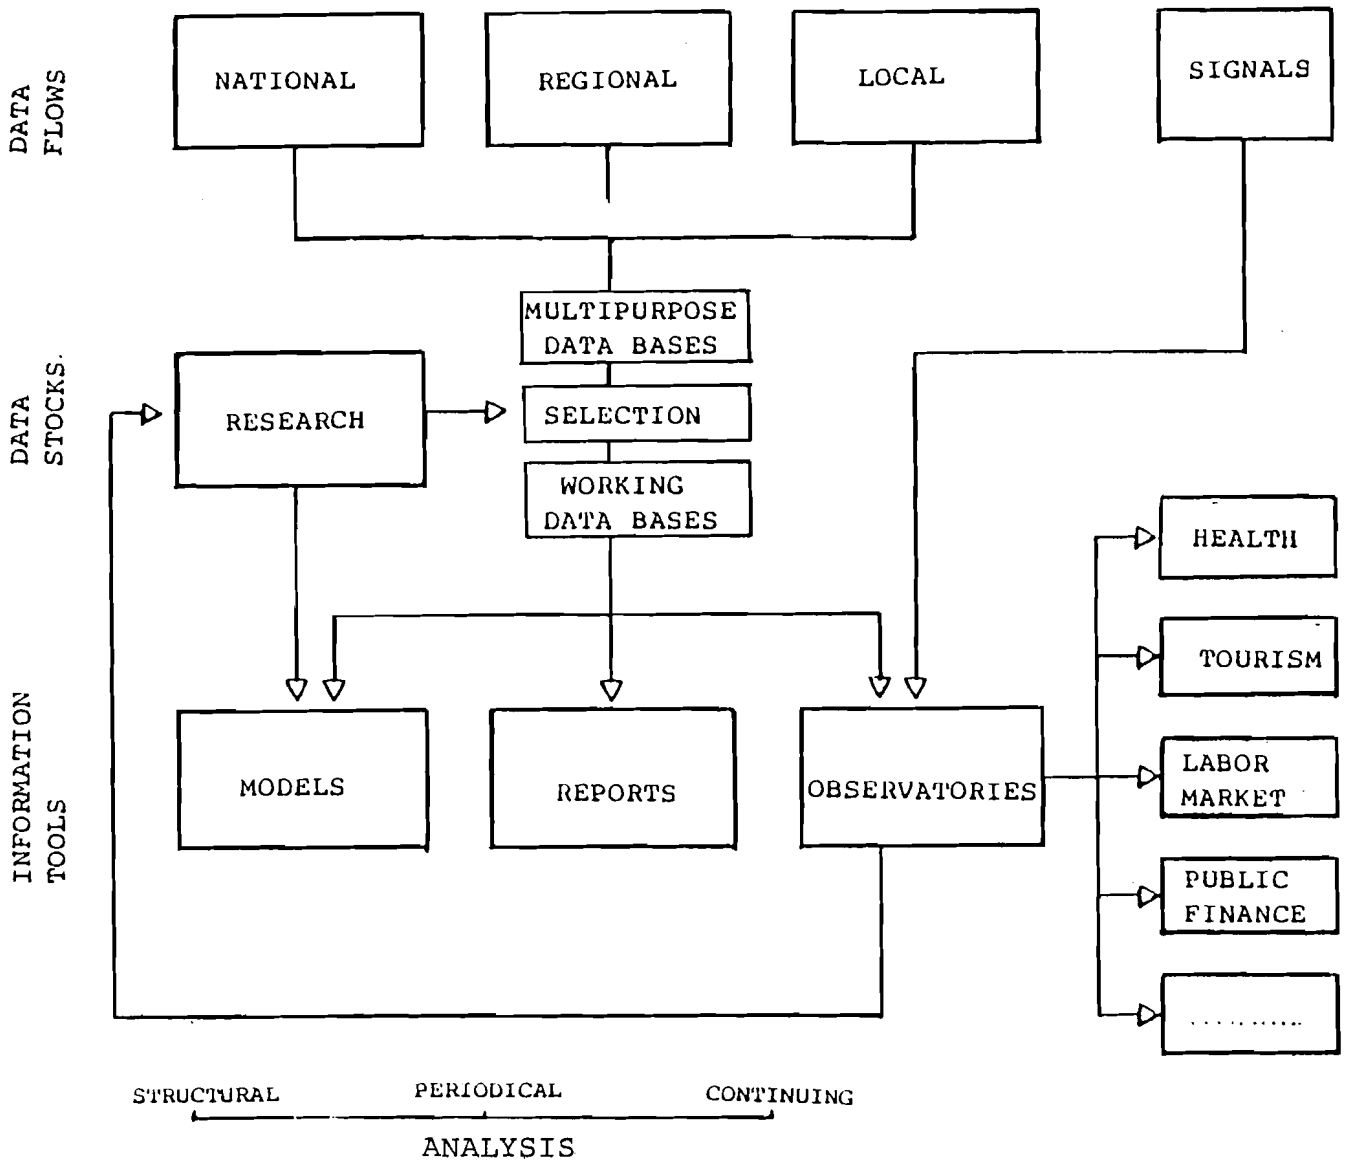 DATA
FLOWS
NATIONAL
REGIONAL
LOCAL
SIGNALS
DATA
STOCKS.
MULTIPURPOSE
DATA BASES
RESEARCH
SELECTION
WORKING
DATA BASES
INFORMATION
TOOLS
MODELS
REPORTS
OBSERVATORIES
HEALTH
TOURISM
LABOR
MARKET
PUBLIC
FINANCE
..........
STRUCTURAL
PERIODICAL
CONTINUING
ANALYSIS